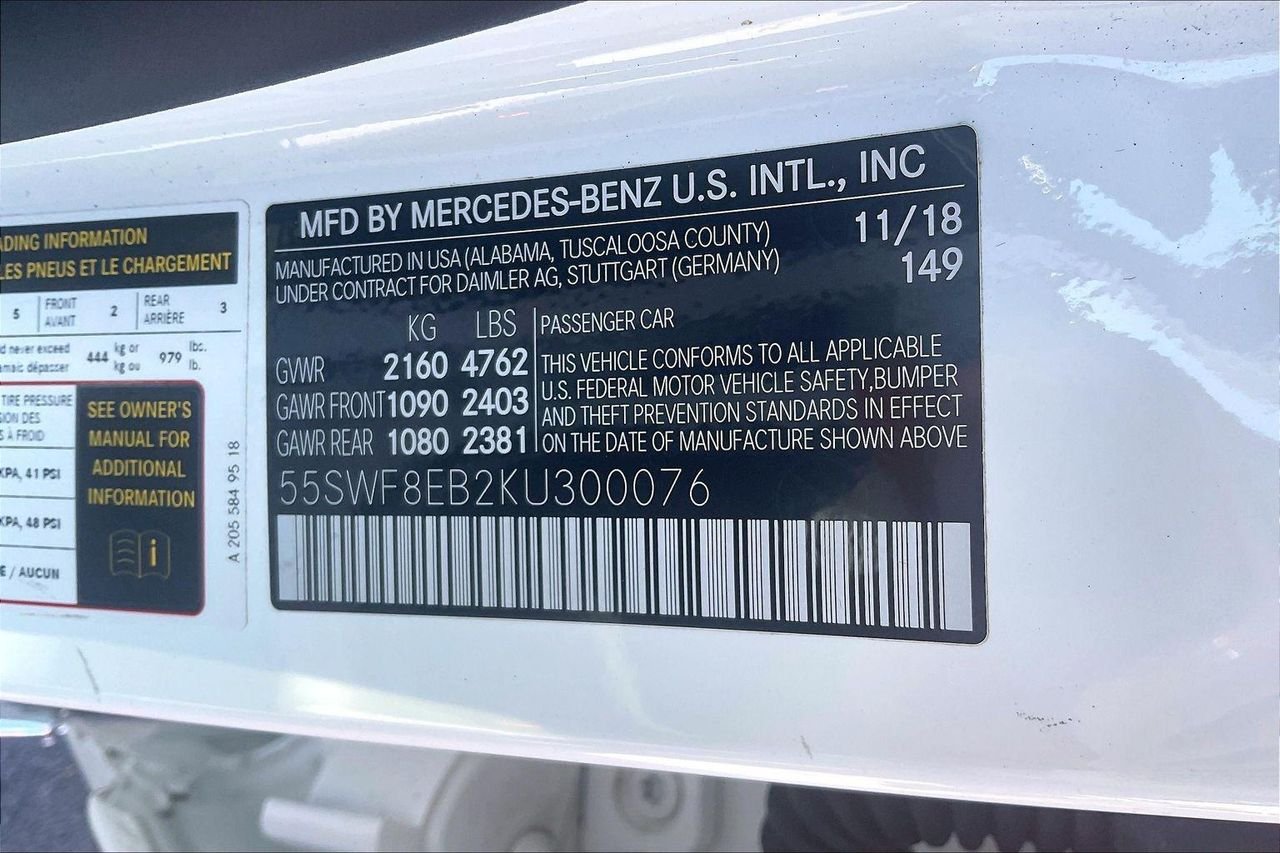 ADING INFORMATION
LES PNEUS ET LE CHARGEMENT
5 FRONT AVANT 2 REAR ARRIÈRE 3
never exceed 444 kg or kg ou 979 lbs. lb.
amais dépasser
TIRE PRESSURE
SION DES
S À FROID
KPA, 41 PSI
KPA, 48 PSI
E / AUCUN
SEE OWNER'S
MANUAL FOR
ADDITIONAL
INFORMATION
i
A 205 584 95 18
MFD BY MERCEDES-BENZ U.S. INTL., INC
MANUFACTURED IN USA (ALABAMA, TUSCALOOSA COUNTY) 11/18
UNDER CONTRACT FOR DAIMLER AG, STUTTGART (GERMANY) 149
KG LBS
GVWR 2160 4762
GAWR FRONT 1090 2403
GAWR REAR 1080 2381
PASSENGER CAR
THIS VEHICLE CONFORMS TO ALL APPLICABLE
U.S. FEDERAL MOTOR VEHICLE SAFETY,BUMPER
AND THEFT PREVENTION STANDARDS IN EFFECT
ON THE DATE OF MANUFACTURE SHOWN ABOVE
55SWF8EB2KU300076